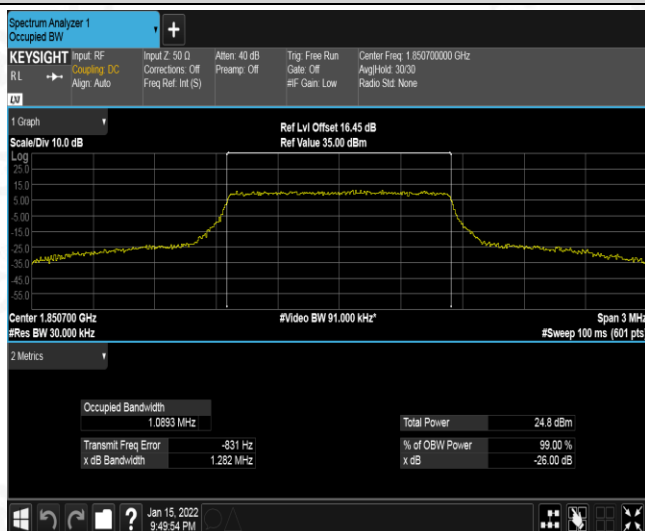 Spectrum Analyzer 1
Occupied BW
+
KEYSIGHT
R L
LXI
Input: RF
Coupling: DC
Align: Auto
Input Z: 50 Ω
Corrections: Off
Freq Ref: Int (S)
Atten: 40 dB
Preamp: Off
Trig: Free Run
Gate: Off
#IF Gain: Low
Center Freq: 1.850700000 GHz
Avg|Hold: 30/30
Radio Std: None
1 Graph
Scale/Div 10.0 dB
Ref Lvl Offset 16.45 dB
Ref Value 35.00 dBm
Log
25.0
15.0
5.00
-5.00
-15.0
-25.0
-35.0
-45.0
-55.0
Center 1.850700 GHz
#Video BW 91.000 kHz*
Span 3 MHz
#Res BW 30.000 kHz
#Sweep 100 ms (601 pts)
2 Metrics
Occupied Bandwidth
1.0893 MHz
Total Power 24.8 dBm
Transmit Freq Error -831 Hz
% of OBW Power 99.00 %
x dB Bandwidth 1.282 MHz
x dB -26.00 dB
?
Jan 15, 2022
9:49:54 PM